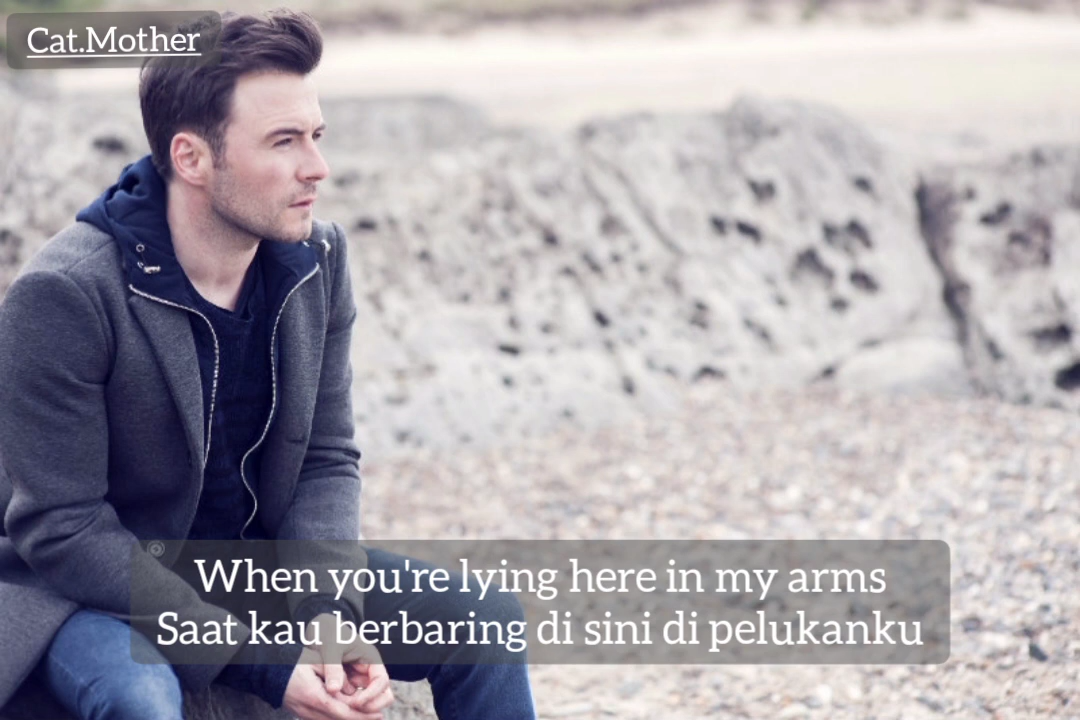 Cat.Mother
When you're lying here in my arms
Saat kau berbaring di sini di pelukanku